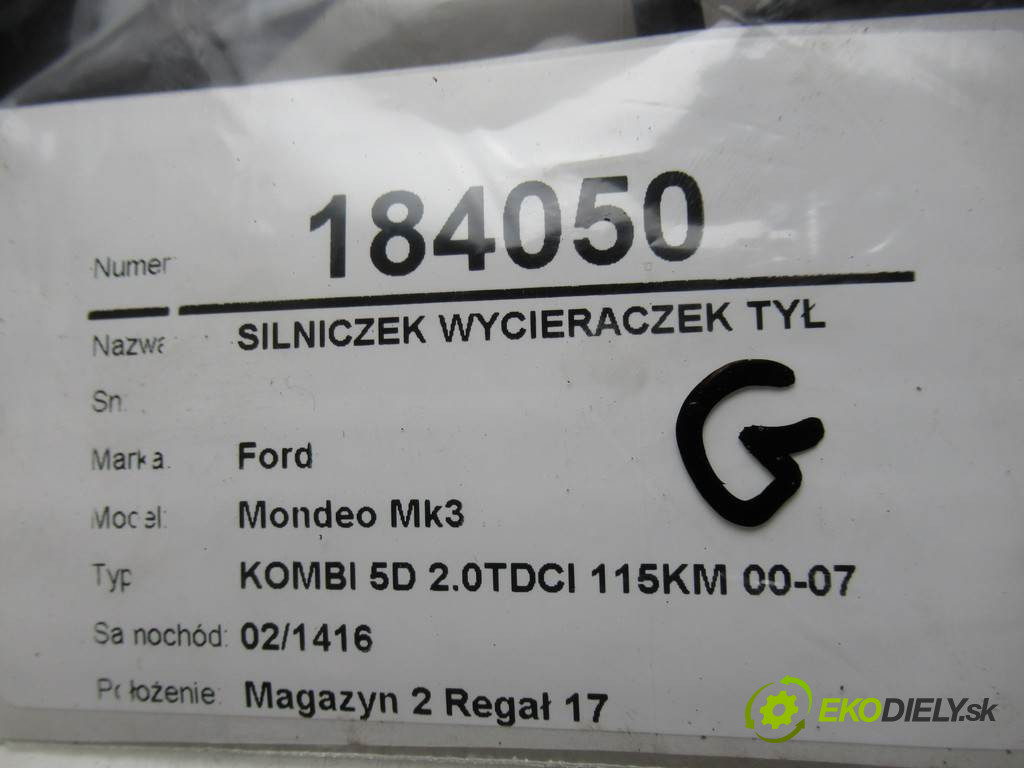 Numer 184050
Nazwa SILNICZEK WYCIERACZEK TYŁ
Sn.
G
Marka. Ford
Model: Mondeo Mk3
Typ KOMBI 5D 2.0TDCI 115KM 00-07
Samochód: 02/1416
Położenie: Magazyn 2 Regał 17
EKODIELY.sk